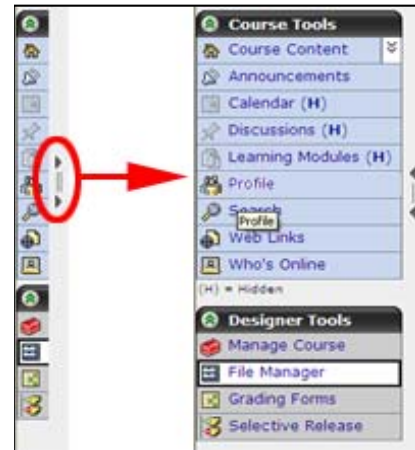 Course Tools
Course Content
Announcements
Calendar (H)
Discussions (H)
Learning Modules (H)
Profile
Search
Profile
Web Links
Who's Online
(H) = Hidden
Designer Tools
Manage Course
File Manager
Grading Forms
Selective Release